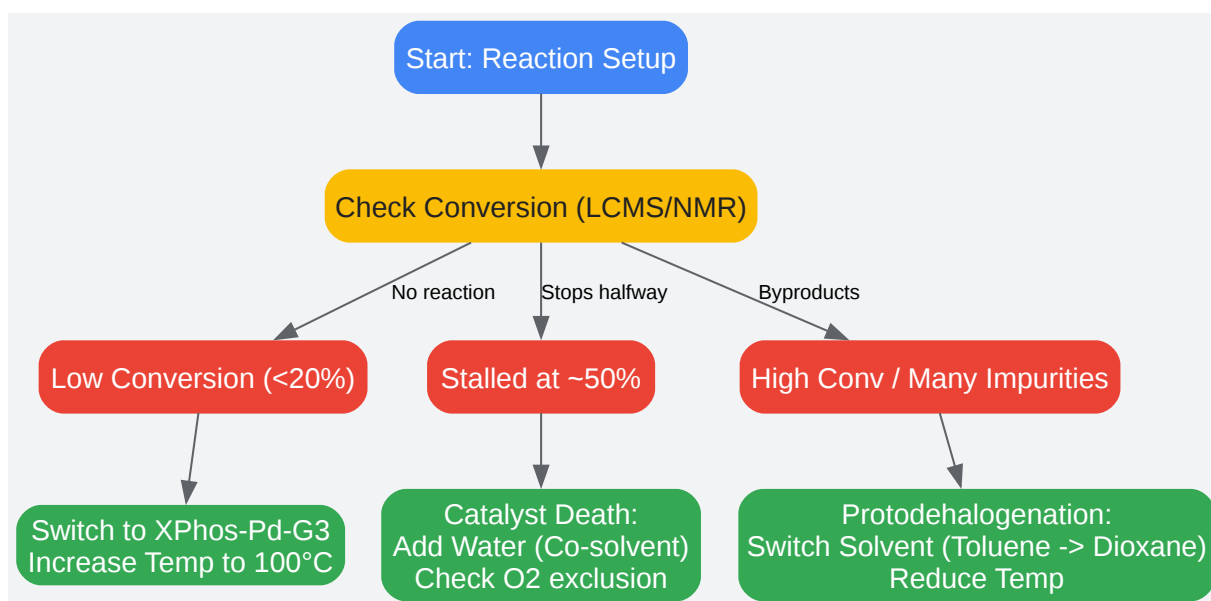 Start: Reaction Setup
Check Conversion (LCMS/NMR)
No reaction
Stops halfway
Byproducts
Low Conversion (<20%)
Stalled at ~50%
High Conv / Many Impurities
Switch to XPhos-Pd-G3
Increase Temp to 100°C
Catalyst Death:
Add Water (Co-solvent)
Check O2 exclusion
Protodehalogenation:
Switch Solvent (Toluene -> Dioxane)
Reduce Temp